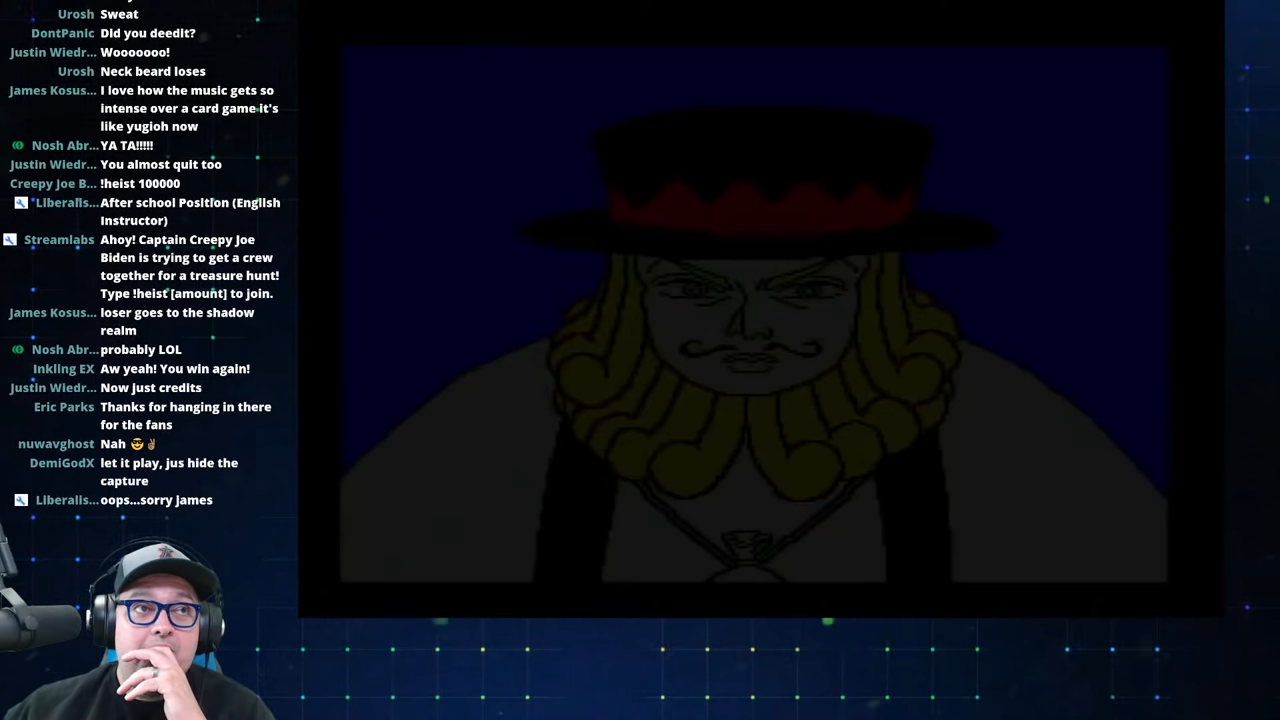 Urosh Sweat
DontPanic Did you deedit?
Justin Wiedr... Wooooooo!
Urosh Neck beard loses
James Kosus... I love how the music gets so
intense over a card game it's
like yugioh now
Nosh Abr... YA TA!!!!!
Justin Wiedr... You almost quit too
Creepy Joe B... !heist 100000
Liberalis... After school Position (English
Instructor)
Streamlabs Ahoy! Captain Creepy Joe
Biden is trying to get a crew
together for a treasure hunt!
Type !heist [amount] to join.
James Kosus... loser goes to the shadow
realm
Nosh Abr... probably LOL
Inkling EX Aw yeah! You win again!
Justin Wiedr... Now just credits
Eric Parks Thanks for hanging in there
for the fans
nuwavghost Nah 😎✌🏽
DemiGodX let it play, jus hide the
capture
Liberalis... oops...sorry james